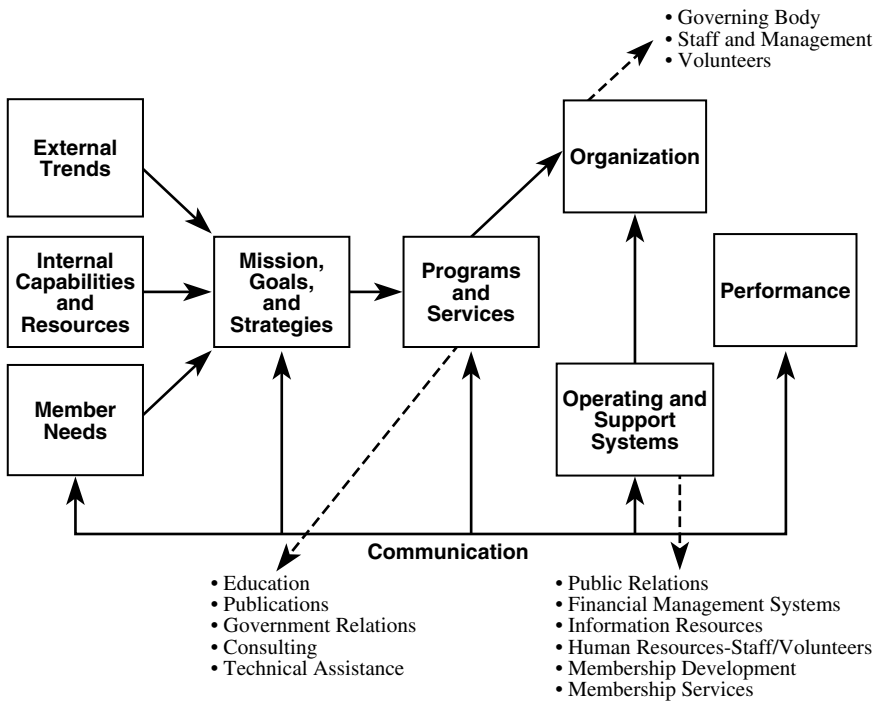 • Governing Body
• Staff and Management
• Volunteers
External
Trends
Organization
Internal
Capabilities
and
Resources
Mission,
Goals,
and
Strategies
Programs
and
Services
Performance
Member
Needs
Operating and
Support
Systems
Communication
• Education
• Publications
• Government Relations
• Consulting
• Technical Assistance
• Public Relations
• Financial Management Systems
• Information Resources
• Human Resources-Staff/Volunteers
• Membership Development
• Membership Services